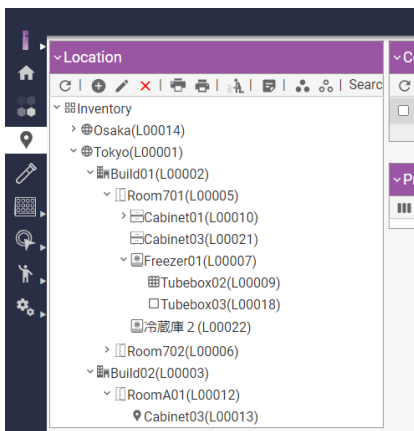 Location
Searc
Inventory
Osaka(L00014)
Tokyo(L00001)
Build01(L00002)
Room701(L00005)
Cabinet01(L00010)
Cabinet03(L00021)
Freezer01(L00007)
Tubebox02(L00009)
Tubebox03(L00018)
冷蔵庫２(L00022)
Room702(L00006)
Build02(L00003)
RoomA01(L00012)
Cabinet03(L00013)
C
Pr